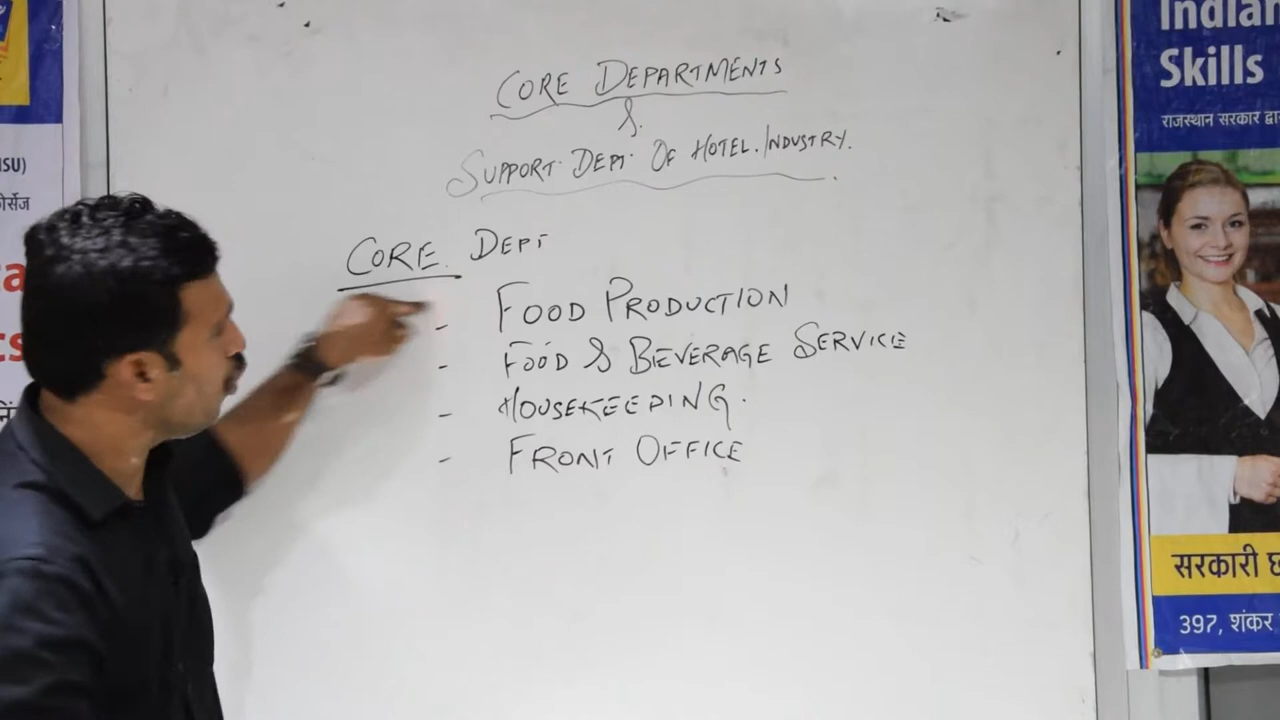 CORE DEPARTMENTS
&
SUPPORT DEPT OF HOTEL INDUSTRY.
CORE DEPT
- FOOD PRODUCTION
- FOOD & BEVERAGE SERVICE
- HOUSEKEEPING.
- FRONT OFFICE
Indian
Skills
राजस्थान सरकार द्वा
सरकारी
397, शंकर
SU)